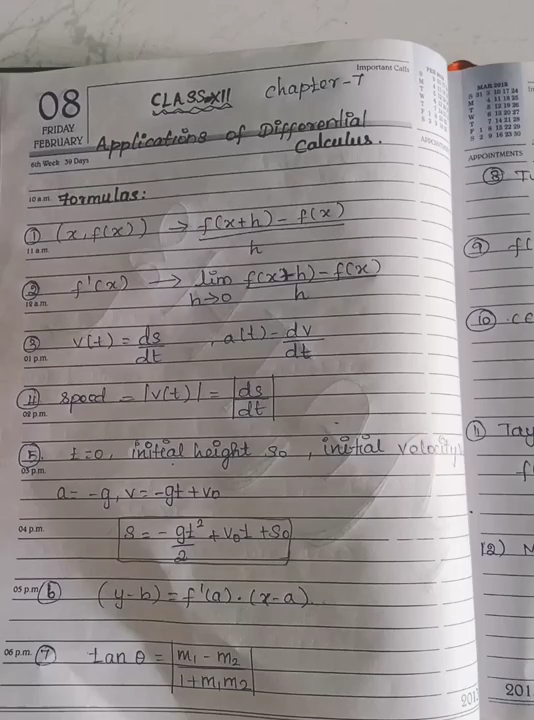 Important Calls
08
FRIDAY
FEBRUARY
6th Week 39 Days
CLASS-XII
chapter-7
Applications of Differential
Calculus.
10 a.m.
Formulas:
① (x, f(x)) → f(x+h) - f(x) / h
11 a.m.
② f'(x) → lim h→0 f(x+h) - f(x) / h
12 a.m.
③ v(t) = ds/dt , a(t) - dv/dt
01 p.m.
④ speed = |v(t)| = |ds/dt|
02 p.m.
⑤. t=0, initial height s0, initial velocity
03 p.m.
a = -g, v = -gt + v0
04 p.m.
s = - gt²/2 + v0t + s0
05 p.m.
⑥ (y-b) = f'(a) · (x-a).
06 p.m.
⑦ tan θ = |m1 - m2 / 1 + m1m2|
MAR 2013
APPOINTMENTS
⑧
⑨ f(
⑩ ce
⑪ Tay
f
12) N
201